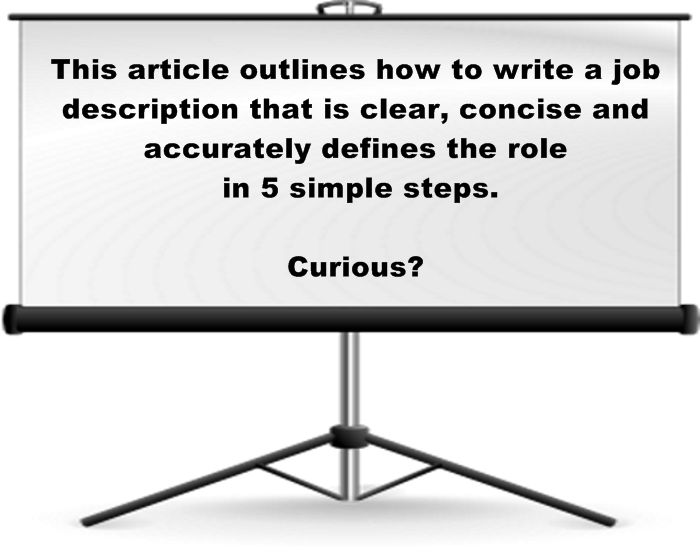 This article outlines how to write a job
description that is clear, concise and
accurately defines the role
in 5 simple steps.
Curious?